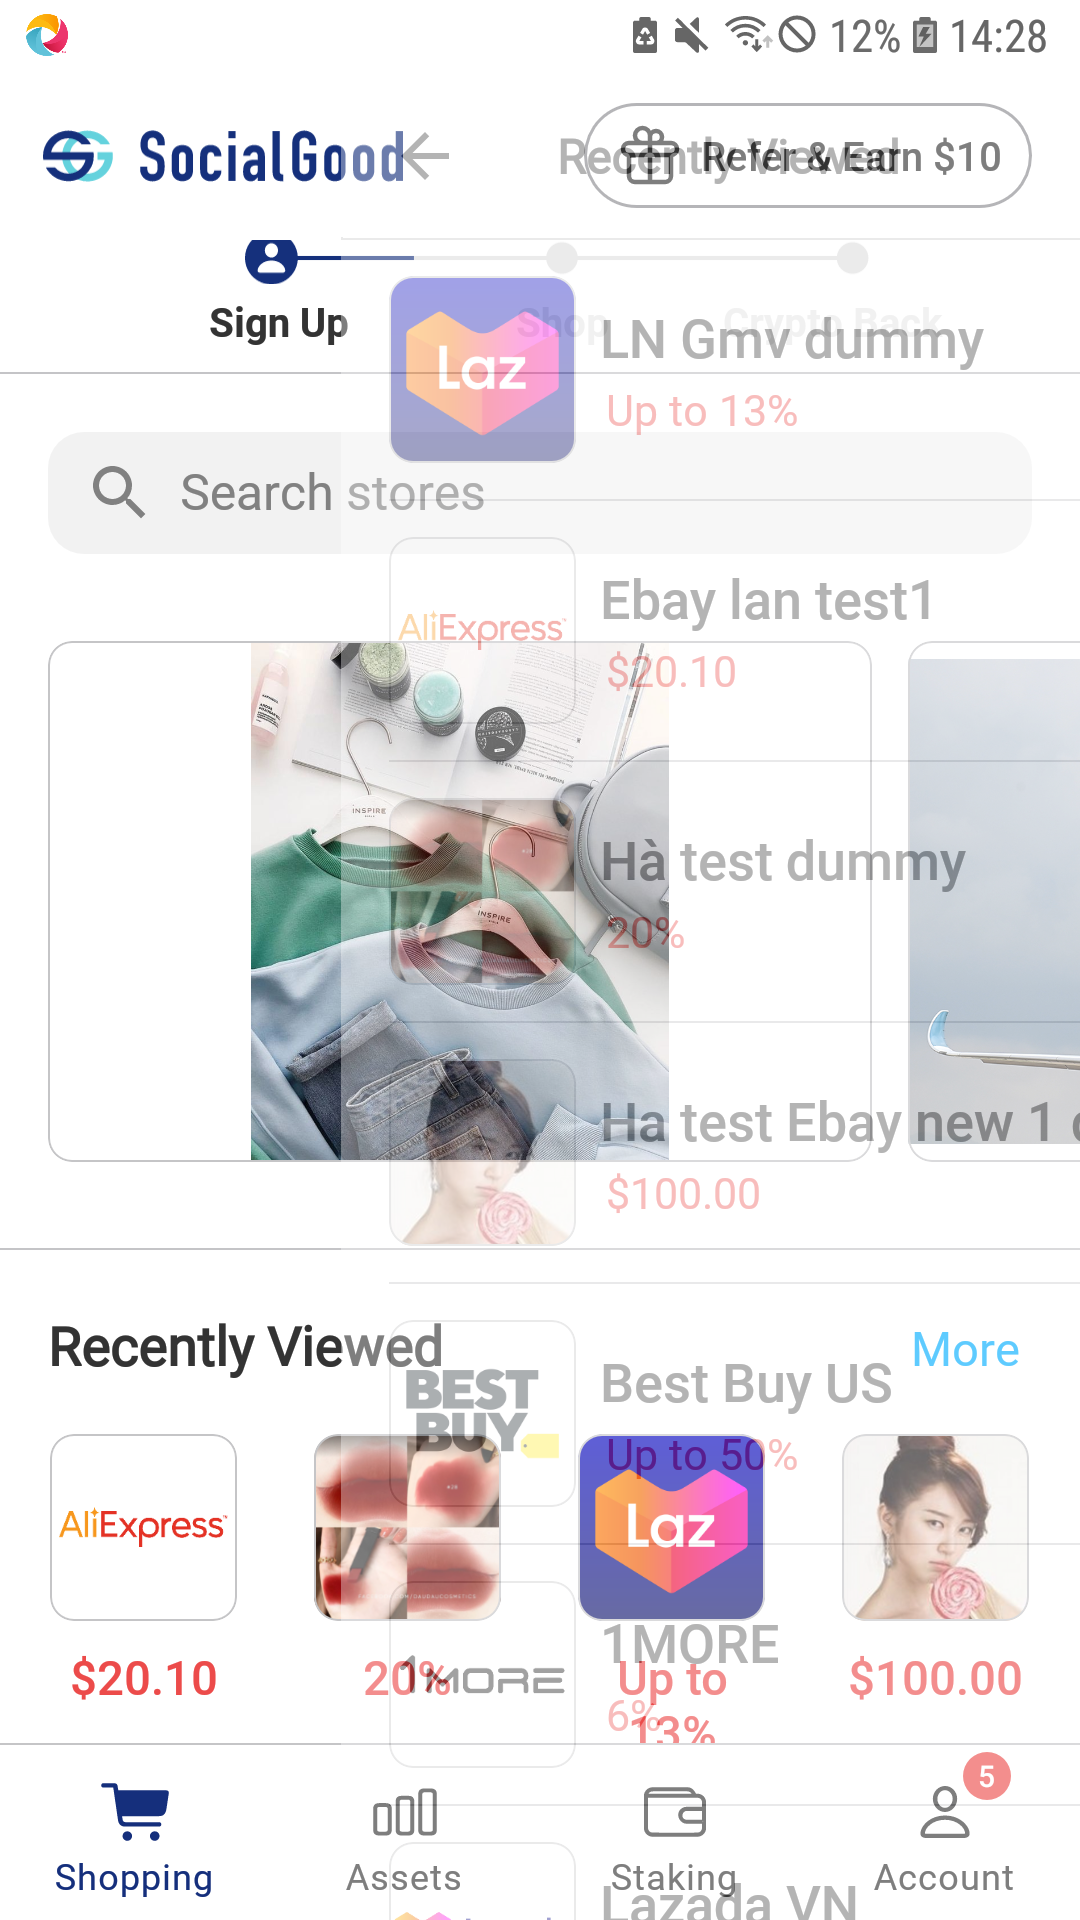 12% 14:28
SocialGood
Recently Viewed
Refer & Earn $10
Sign Up
Shop
Crypto Back
Laz
LN Gmv dummy
Up to 13%
Search stores
AliExpress
Ebay lan test1
$20.10
INSPIRE
INSPIRE
Hà test dummy
20%
Ha test Ebay new 1
$100.00
Recently Viewed
More
BEST
BUY
Best Buy US
Up to 50%
AliExpress
Laz
1MORE
1MORE
6%
$20.10
20%
Up to
13%
$100.00
5
Shopping
Assets
Staking
Account
Lazada VN